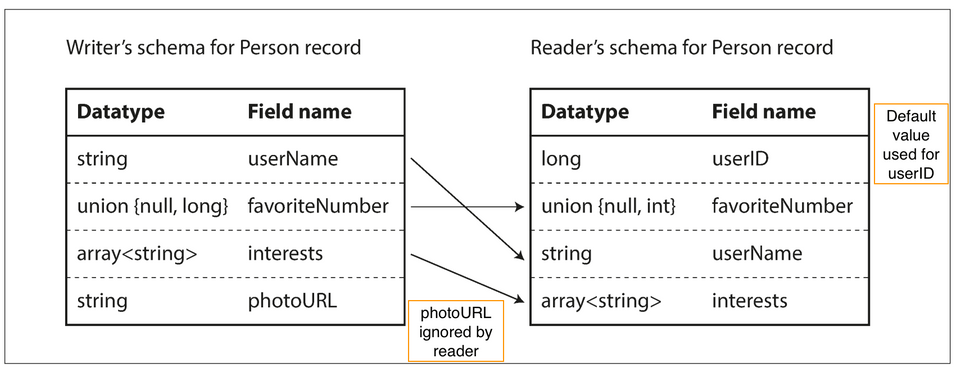 Writer’s schema for Person record
Datatype Field name
string userName
union {null, long} favoriteNumber
array<string> interests
string photoURL
photoURL
ignored by
reader
Reader’s schema for Person record
Datatype Field name
long userID
union {null, int} favoriteNumber
string userName
array<string> interests
Default
value
used for
userID